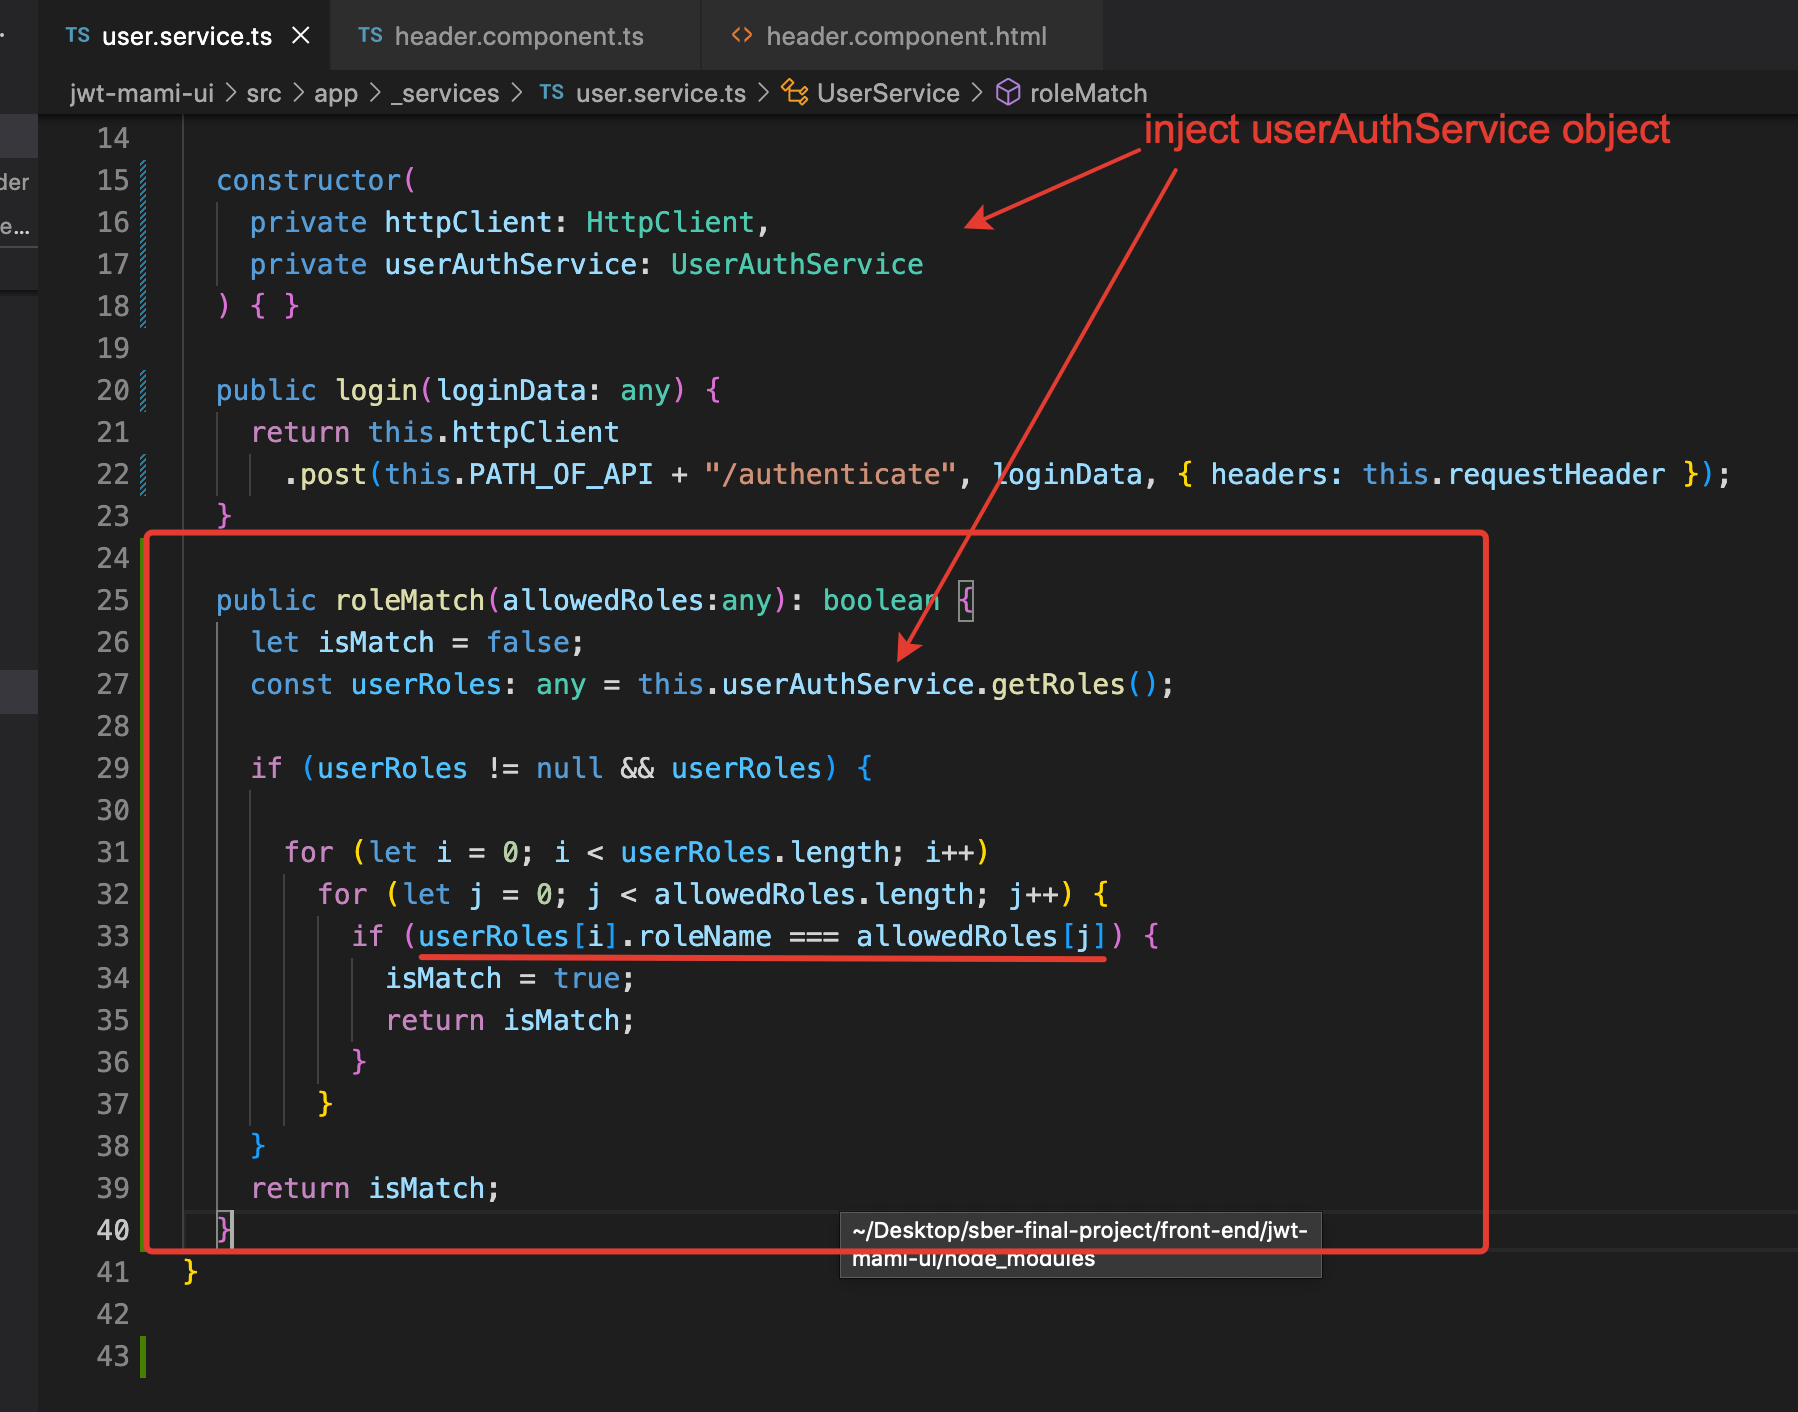 TS user.service.ts × TS header.component.ts <> header.component.html
jwt-mami-ui > src > app > _services > TS user.service.ts > UserService > roleMatch
inject userAuthService object
der
e...
14
15 constructor(
16 private httpClient: HttpClient,
17 private userAuthService: UserAuthService
18 ) { }
19
20 public login(loginData: any) {
21 return this.httpClient
22 .post(this.PATH_OF_API + "/authenticate", loginData, { headers: this.requestHeader });
23 }
24
25 public roleMatch(allowedRoles:any): boolean {
26 let isMatch = false;
27 const userRoles: any = this.userAuthService.getRoles();
28
29 if (userRoles != null && userRoles) {
30
31 for (let i = 0; i < userRoles.length; i++)
32 for (let j = 0; j < allowedRoles.length; j++) {
33 if (userRoles[i].roleName === allowedRoles[j]) {
34 isMatch = true;
35 return isMatch;
36 }
37 }
38 }
39 return isMatch;
40 }
~/Desktop/sber-final-project/front-end/jwt-
mami-ui/node_modules
41 }
42
43